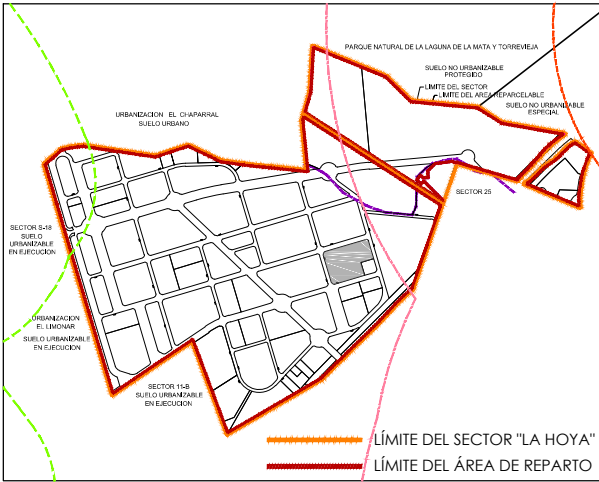 PARQUE NATURAL DE LA LAGUNA DE LA MATA Y TORREVIEJA
SUELO NO URBANIZABLE
PROTEGIDO
LIMITE DEL SECTOR
LIMITE DEL AREA REPARCELABLE
SUELO NO URBANIZABLE
ESPECIAL
URBANIZACION EL CHAPARRAL
SUELO URBANO
SECTOR 25
SECTOR S-18
SUELO
URBANIZABLE
EN EJECUCION
URBANIZACION
EL LIMONAR
SUELO URBANIZABLE
EN EJECUCION
SECTOR 11-B
SUELO URBANIZABLE
EN EJECUCION
LÍMITE DEL SECTOR "LA HOYA"
LÍMITE DEL ÁREA DE REPARTO